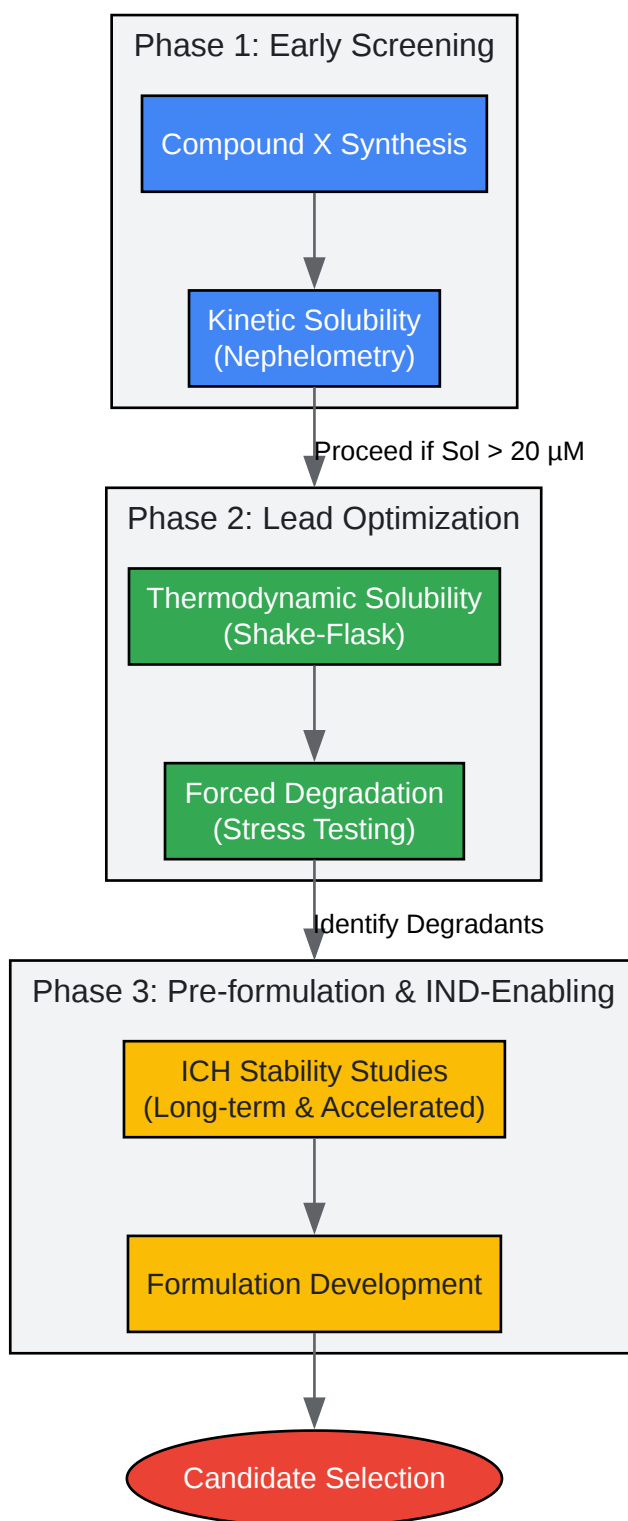 Phase 1: Early Screening
Compound X Synthesis
Kinetic Solubility
(Nephelometry)
Proceed if Sol > 20 µM
Phase 2: Lead Optimization
Thermodynamic Solubility
(Shake-Flask)
Forced Degradation
(Stress Testing)
Identify Degradants
Phase 3: Pre-formulation & IND-Enabling
ICH Stability Studies
(Long-term & Accelerated)
Formulation Development
Candidate Selection